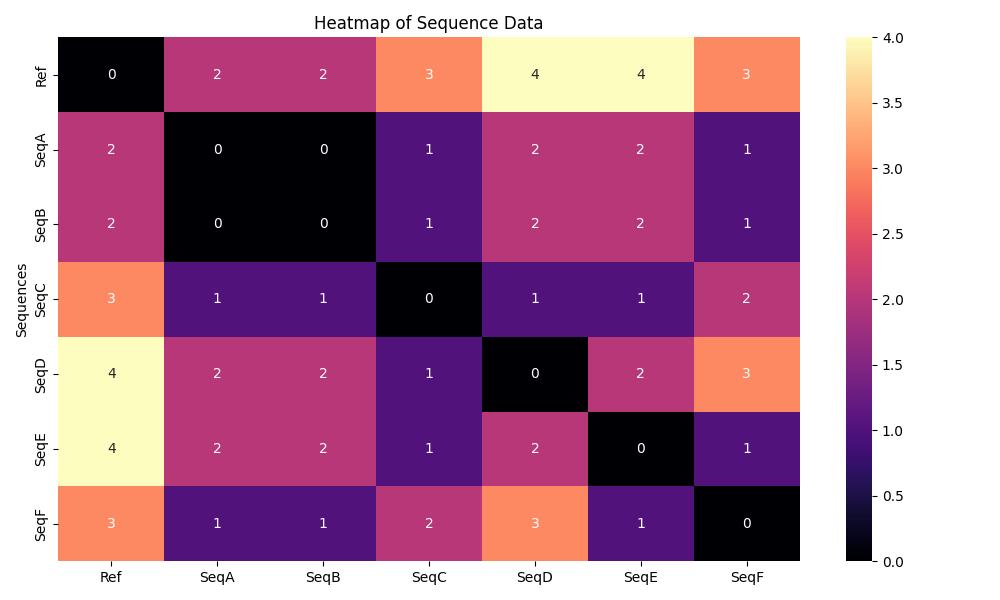 Heatmap of Sequence Data
Sequences
Ref 0 2 2 3 4 4 3
SeqA 2 0 0 1 2 2 1
SeqB 2 0 0 1 2 2 1
SeqC 3 1 1 0 1 1 2
SeqD 4 2 2 1 0 2 3
SeqE 4 2 2 1 2 0 1
SeqF 3 1 1 2 3 1 0
Ref SeqA SeqB SeqC SeqD SeqE SeqF
4.0
3.5
3.0
2.5
2.0
1.5
1.0
0.5
0.0